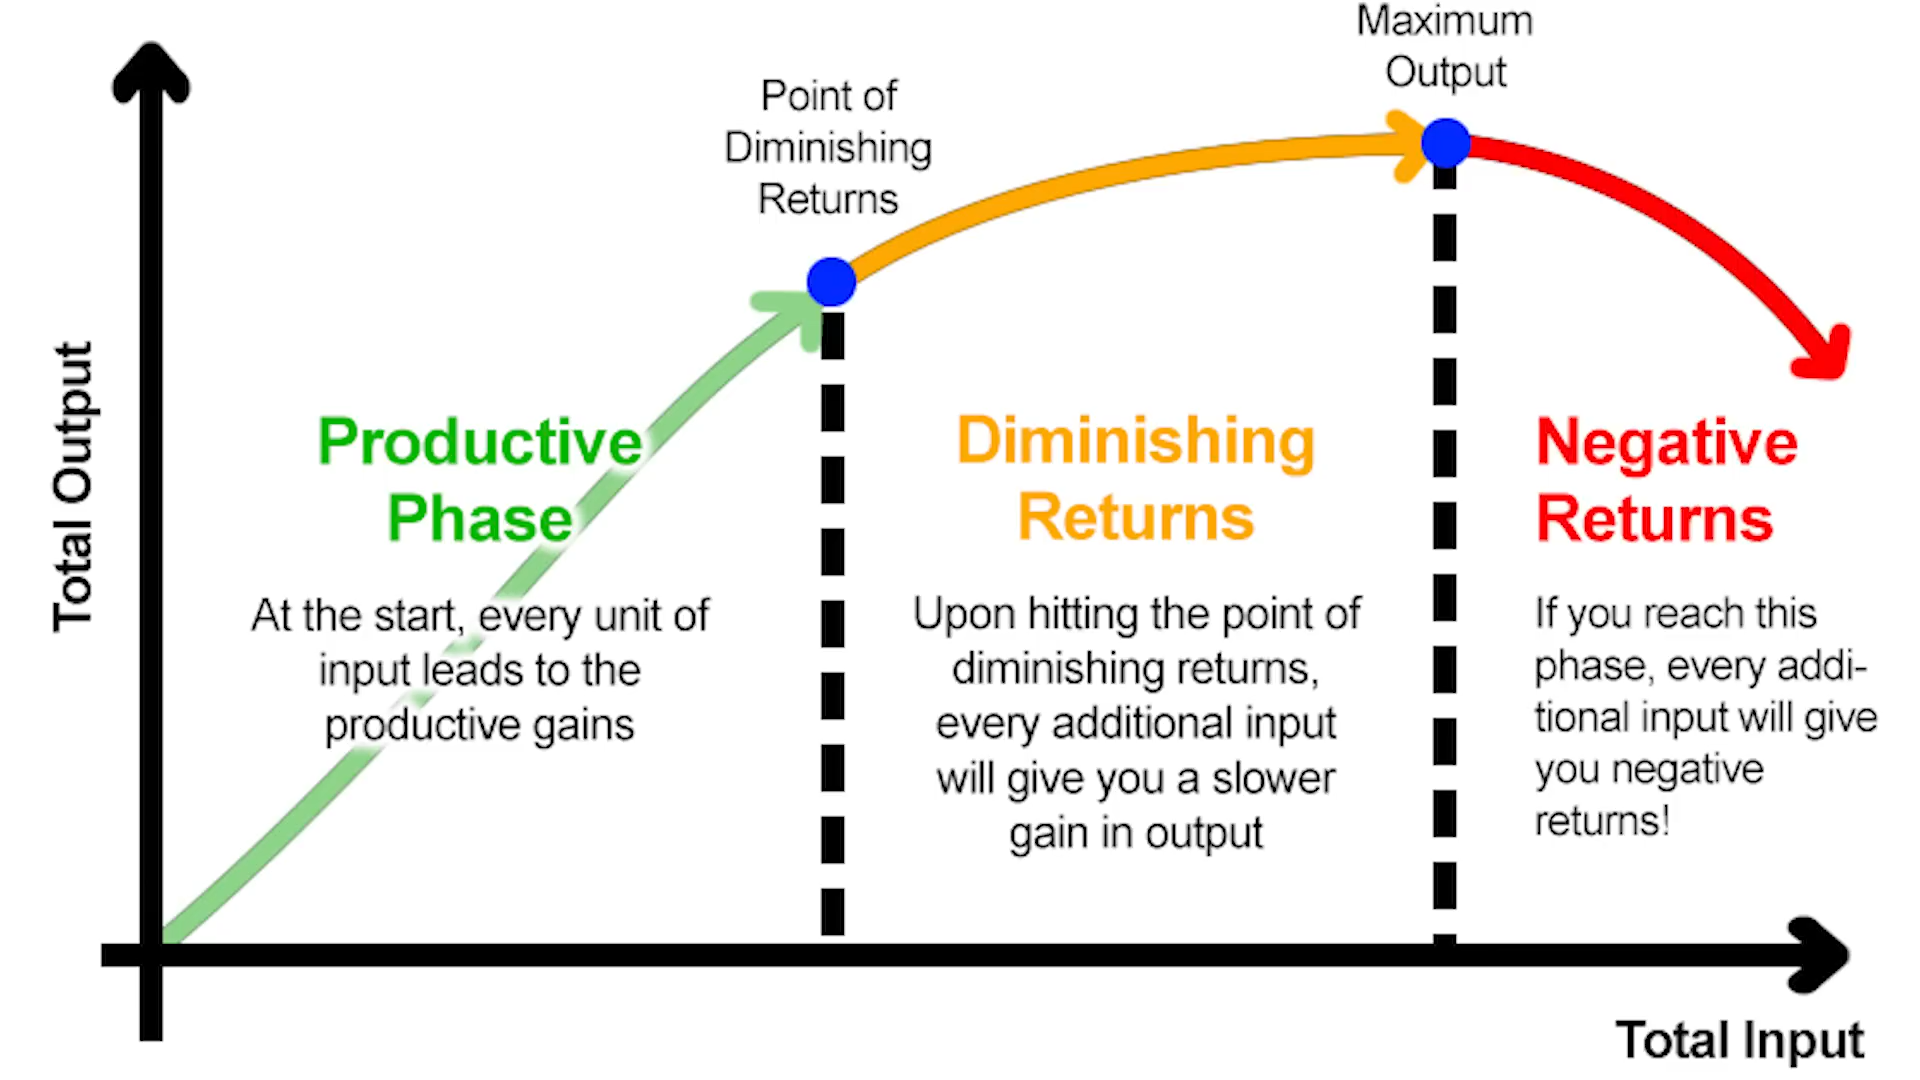 Maximum
Output
Point of
Diminishing
Returns
Total Output
Productive
Phase
At the start, every unit of
input leads to the
productive gains
Diminishing
Returns
Upon hitting the point of
diminishing returns,
every additional input
will give you a slower
gain in output
Negative
Returns
If you reach this
phase, every addi-
tional input will give
you negative
returns!
Total Input